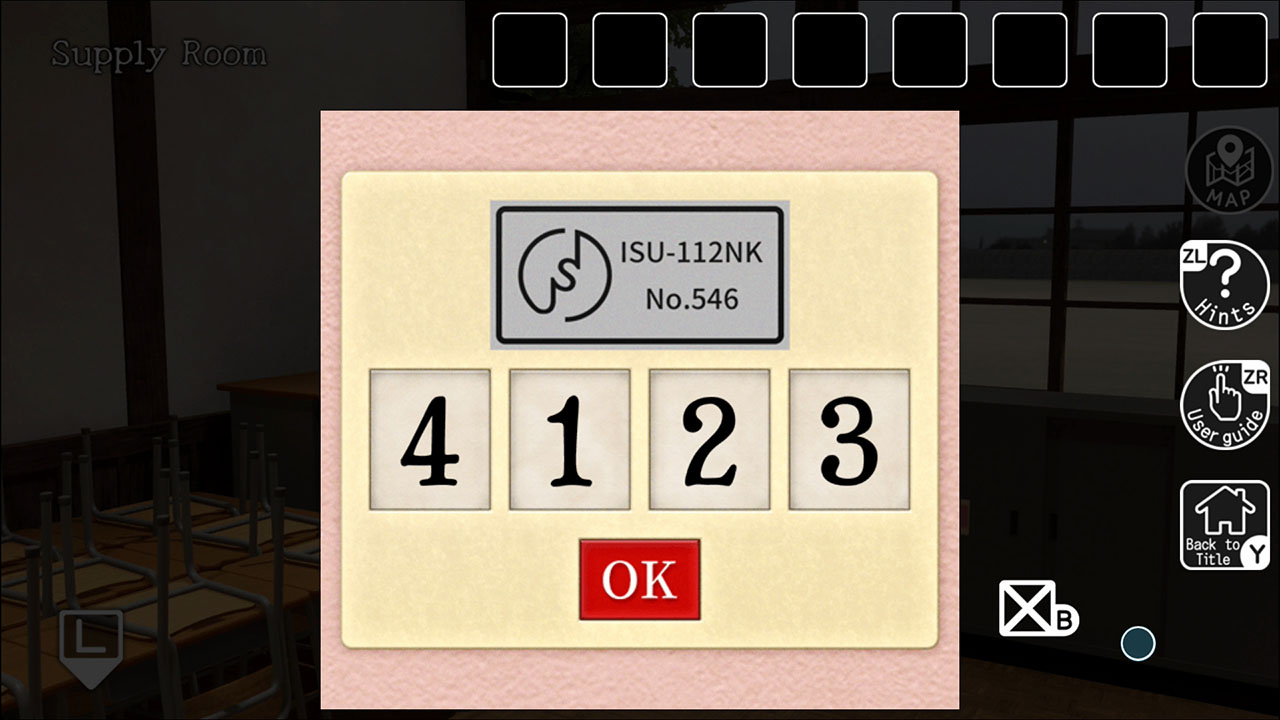 Supply Room
MAP
ISU-112NK
No.546
ZL
?
Hints
4 1 2 3
ZR
User guide
OK
Back to
Title
Y
L
B